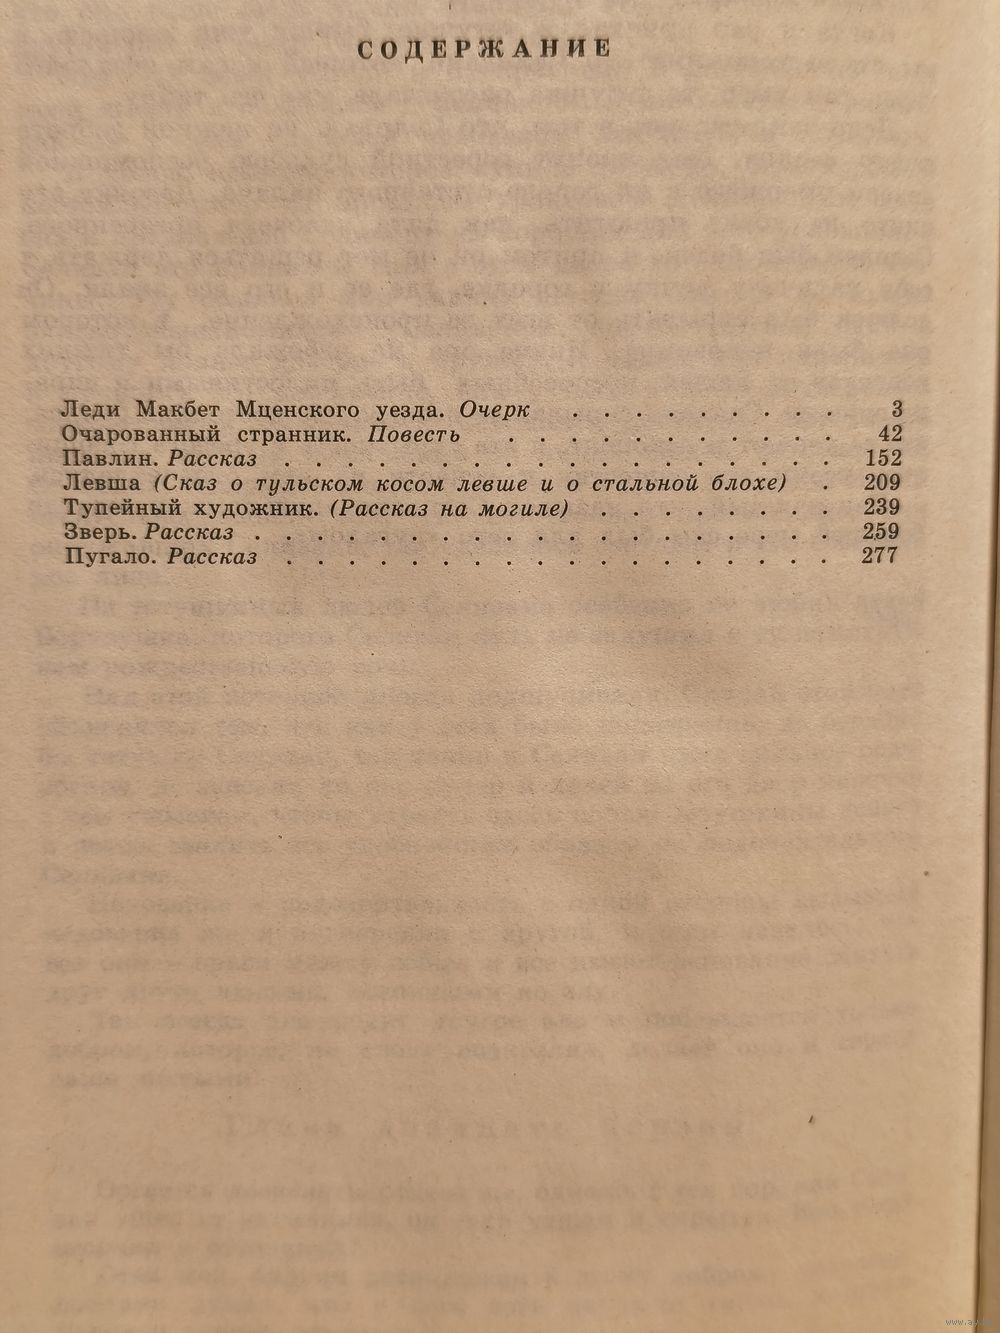 СОДЕРЖАНИЕ
Леди Макбет Мценского уезда. Очерк . . . . . . . . . 3
Очарованный странник. Повесть . . . . . . . . . . . 42
Павлин. Рассказ . . . . . . . . . . . . . . . . . . 152
Левша (Сказ о тульском косом левше и о стальной блохе) . 209
Тупейный художник. (Рассказ на могиле) . . . . . . . . 239
Зверь. Рассказ . . . . . . . . . . . . . . . . . . . 259
Пугало. Рассказ . . . . . . . . . . . . . . . . . . 277